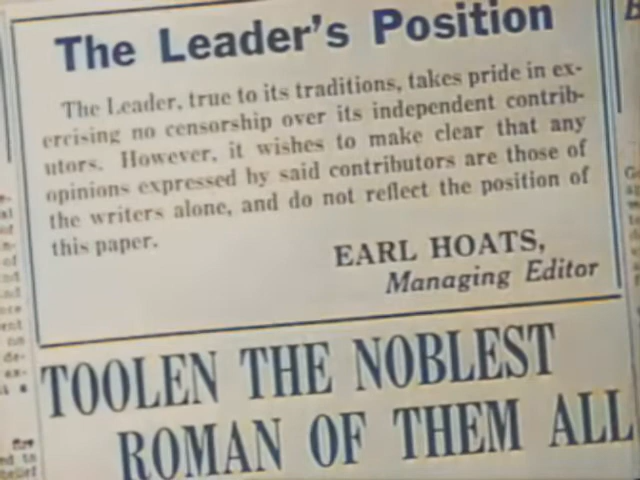 The Leader's Position
The Leader, true to its traditions, takes pride in ex-
ercising no censorship over its independent contrib-
utors. However, it wishes to make clear that any
opinions expressed by said contributors are those of
the writers alone, and do not reflect the position of
this paper.
EARL HOATS,
Managing Editor
TOOLEN THE NOBLEST
ROMAN OF THEM ALL